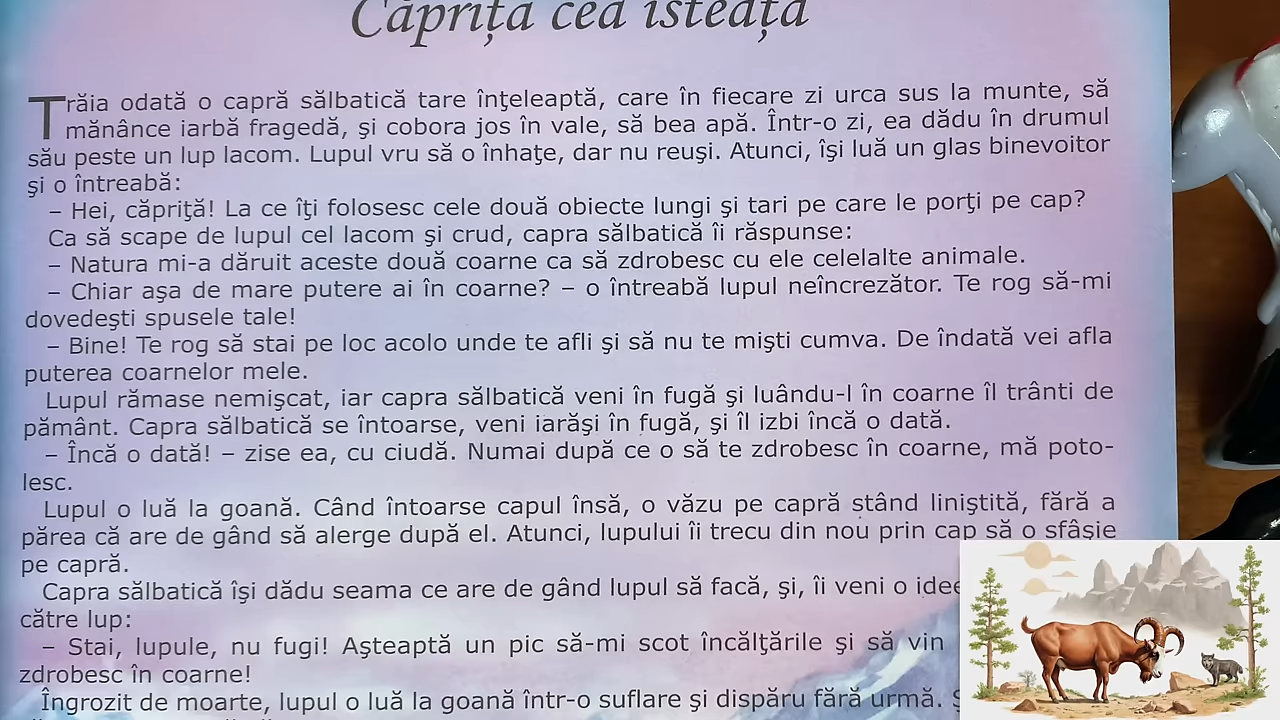 Căprița cea isteață
Trăia odată o capră sălbatică tare înţeleaptă, care în fiecare zi urca sus la munte, să
mănânce iarbă fragedă, şi cobora jos în vale, să bea apă. Într-o zi, ea dădu în drumul
său peste un lup lacom. Lupul vru să o înhaţe, dar nu reuşi. Atunci, îşi luă un glas binevoitor
şi o întreabă:
– Hei, căpriţă! La ce îţi folosesc cele două obiecte lungi şi tari pe care le porţi pe cap?
Ca să scape de lupul cel lacom şi crud, capra sălbatică îi răspunse:
– Natura mi-a dăruit aceste două coarne ca să zdrobesc cu ele celelalte animale.
– Chiar aşa de mare putere ai în coarne? – o întreabă lupul neîncrezător. Te rog să-mi
dovedeşti spusele tale!
– Bine! Te rog să stai pe loc acolo unde te afli şi să nu te mişti cumva. De îndată vei afla
puterea coarnelor mele.
Lupul rămase nemişcat, iar capra sălbatică veni în fugă şi luându-l în coarne îl trânti de
pământ. Capra sălbatică se întoarse, veni iarăşi în fugă, şi îl izbi încă o dată.
– Încă o dată! – zise ea, cu ciudă. Numai după ce o să te zdrobesc în coarne, mă poto-
lesc.
Lupul o luă la goană. Când întoarse capul însă, o văzu pe capră stând liniştită, fără a
părea că are de gând să alerge după el. Atunci, lupului îi trecu din nou prin cap să o sfâşie
pe capră.
Capra sălbatică îşi dădu seama ce are de gând lupul să facă, şi, îi veni o idee
către lup:
– Stai, lupule, nu fugi! Aşteaptă un pic să-mi scot încălţările şi să vin
zdrobesc în coarne!
Îngrozit de moarte, lupul o luă la goană într-o suflare şi dispăru fără urmă.